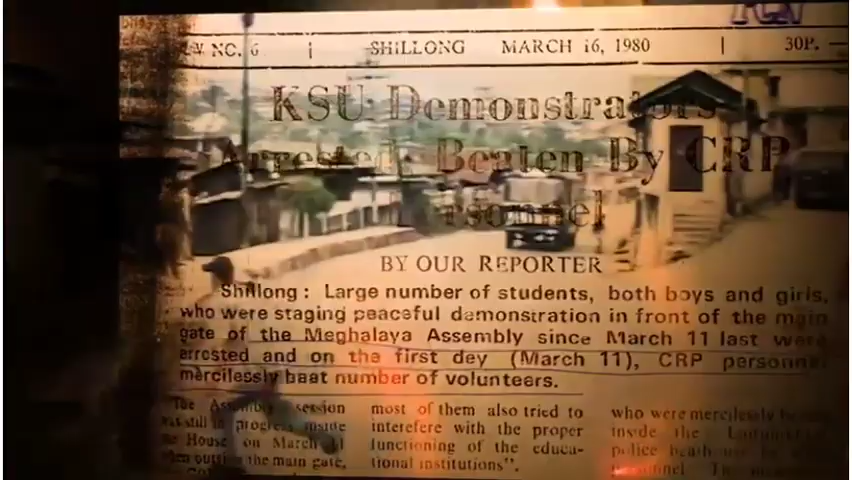 NO. 6 SHILLONG MARCH 16, 1980 30P.
KSU Demonstrators
Arrested, Beaten By CRP
Personnel
BY OUR REPORTER
Shillong : Large number of students, both boys and girls,
who were staging peaceful demonstration in front of the main
gate of the Meghalaya Assembly since March 11 last were
arrested and on the first dey (March 11), CRP personnel
mercilessly beat number of volunteers.
The Assembly session
was still in progress inside
the House on March
when outside the main gate,
most of them also tried to
interefere with the proper
functioning of the educa-
tional institutions".
who were mercilessly
inside the
police
personnel